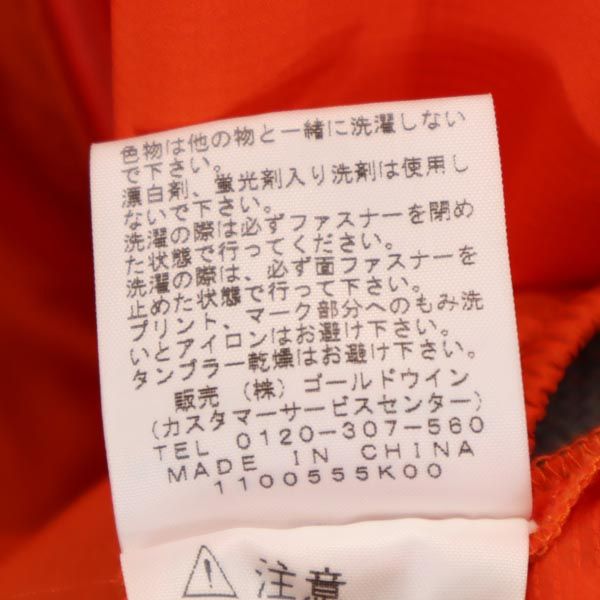 色物は他の物と一緒に洗濯しない
で下さい。
漂白剤、蛍光剤入り洗剤は使用し
ないで下さい。
洗濯の際は必ずファスナーを閉め
た状態で行ってください。
洗濯の際は、必ず面ファスナーを
止めた状態で行って下さい。
プリント、マーク部分へのもみ洗
いとアイロンはお避け下さい。
タンブラー乾燥はお避け下さい。
販売 (株) ゴールドウイン
(カスタマーサービスセンター)
TEL 0120-307-560
MADE IN CHINA
1100555K00
注意